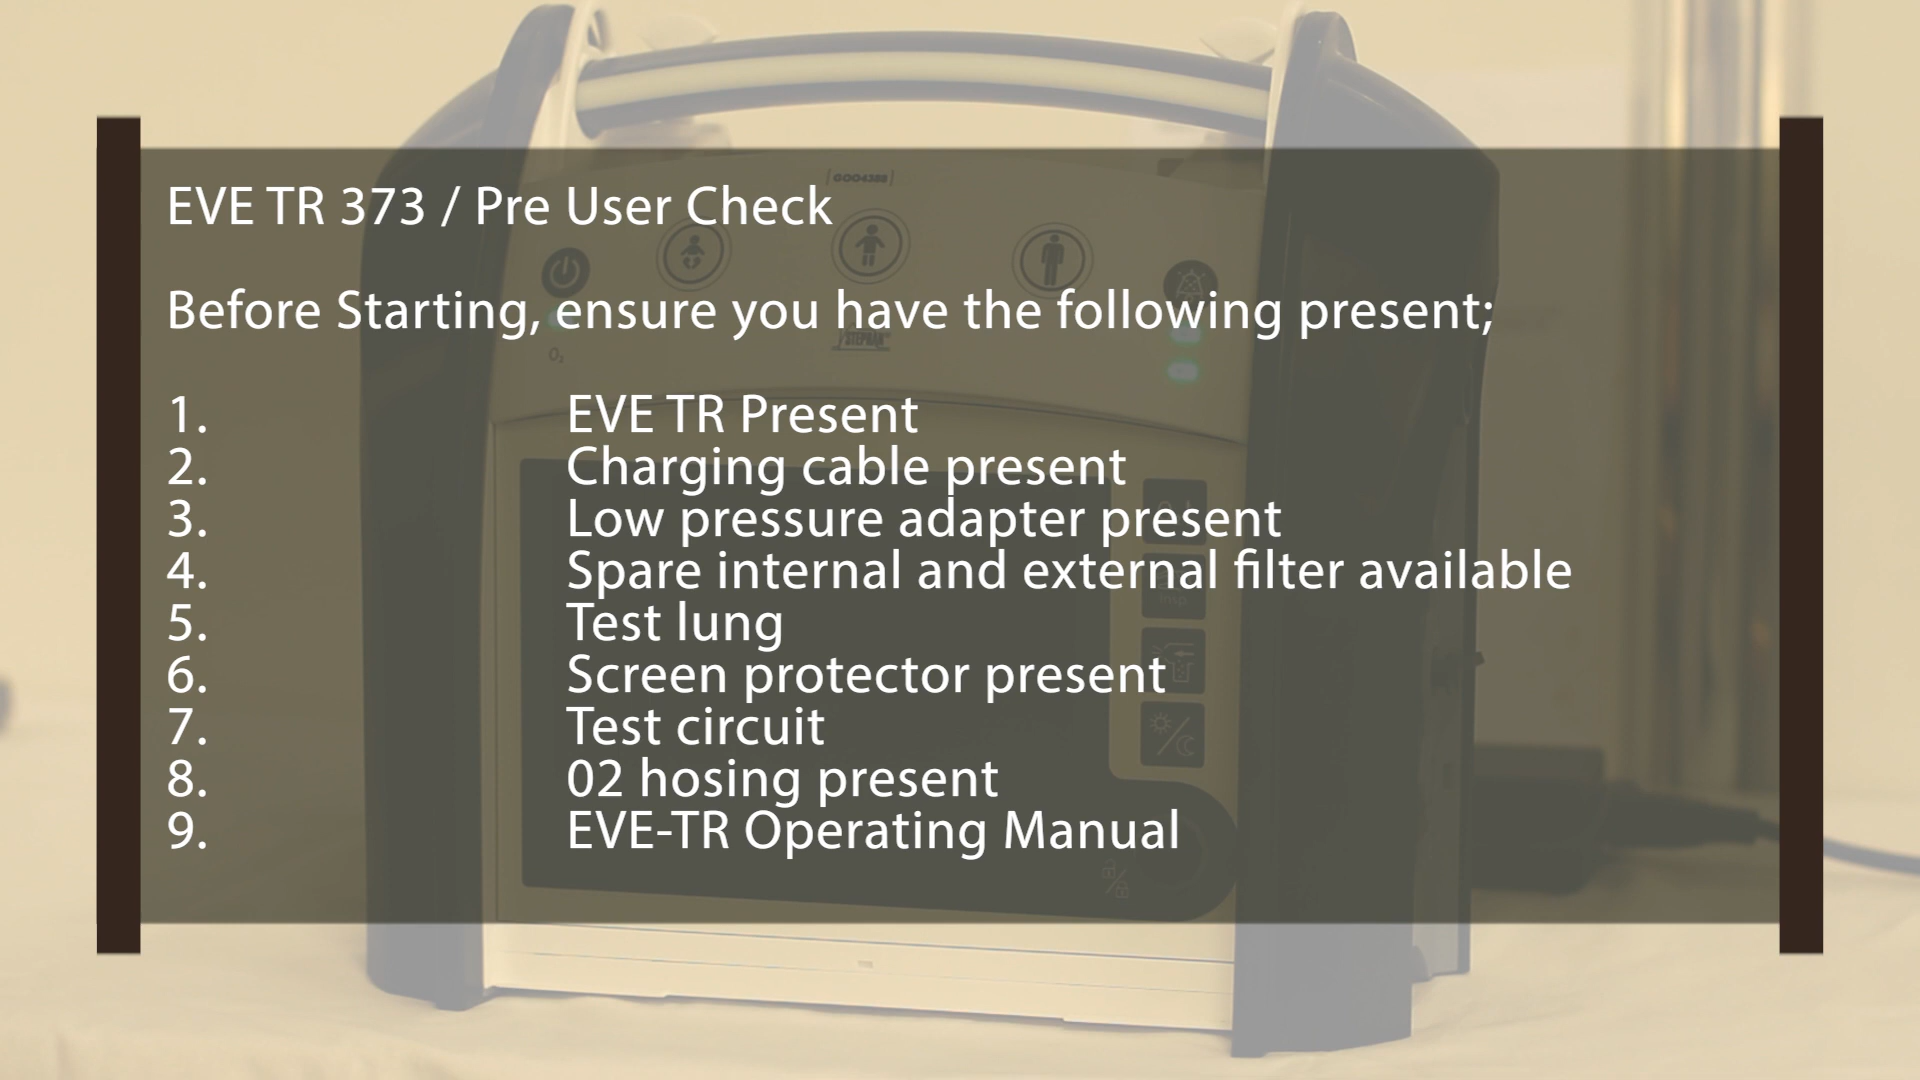 EVE TR 373 / Pre User Check
Before Starting, ensure you have the following present;
1. EVE TR Present
2. Charging cable present
3. Low pressure adapter present
4. Spare internal and external filter available
5. Test lung
6. Screen protector present
7. Test circuit
8. 02 hosing present
9. EVE-TR Operating Manual
O₂
STEPHAN